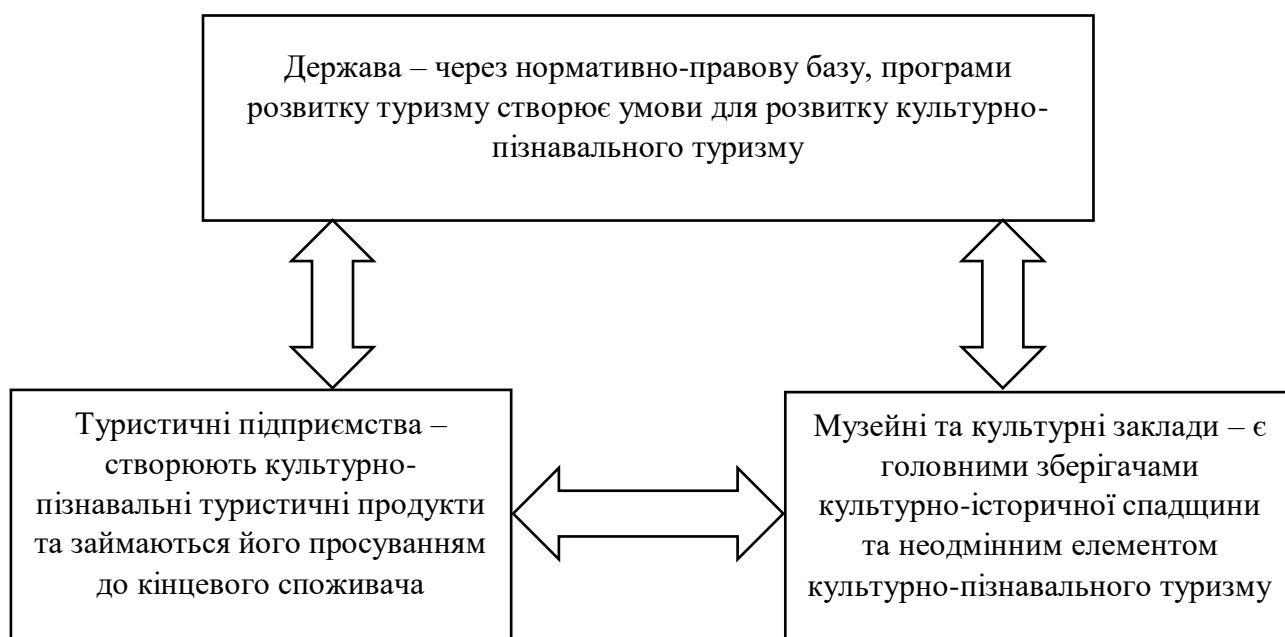 Держава – через нормативно-правову базу, програми
розвитку туризму створює умови для розвитку культурно-
пізнавального туризму
Туристичні підприємства –
створюють культурно-
пізнавальні туристичні продукти
та займаються його просуванням
до кінцевого споживача
Музейні та культурні заклади – є
головними зберігачами
культурно-історичної спадщини
та неодмінним елементом
культурно-пізнавального туризму